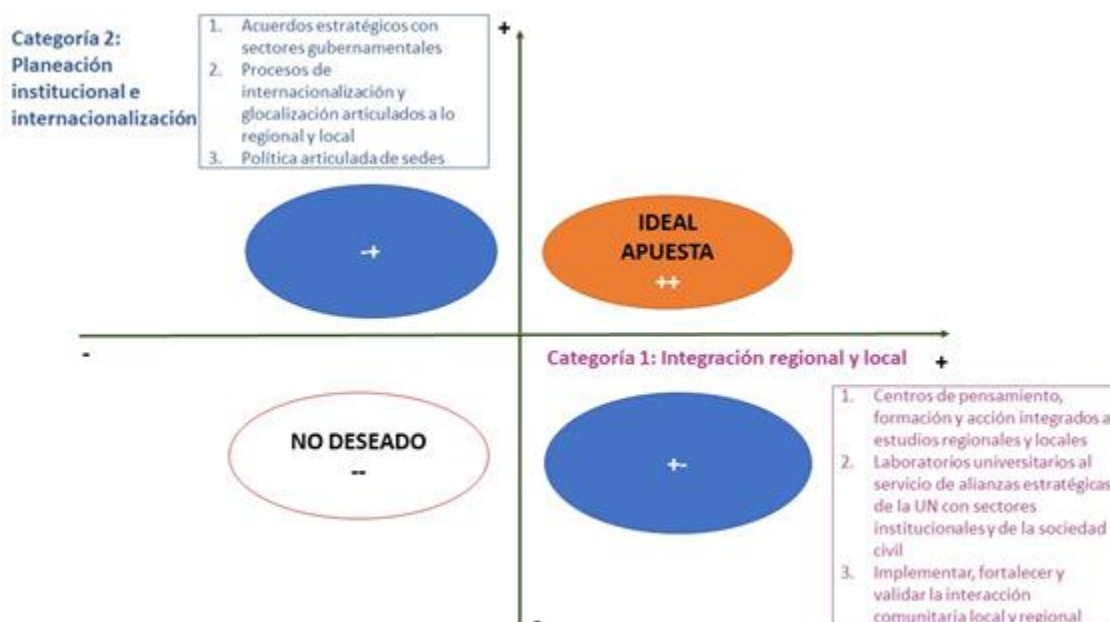 Categoría 2:
Planeación
institucional e
internacionalización
1. Acuerdos estratégicos con
sectores gubernamentales
2. Procesos de
internacionalización y
glocalización articulados a lo
regional y local
3. Política articulada de sedes
+
-+
IDEAL
APUESTA
++
-
Categoría 1: Integración regional y local
+
NO DESEADO
--
+-
1. Centros de pensamiento,
formación y acción integrados a
estudios regionales y locales
2. Laboratorios universitarios al
servicio de alianzas estratégicas
de la UN con sectores
institucionales y de la sociedad
civil
3. Implementar, fortalecer y
validar la interacción
comunitaria local y regional